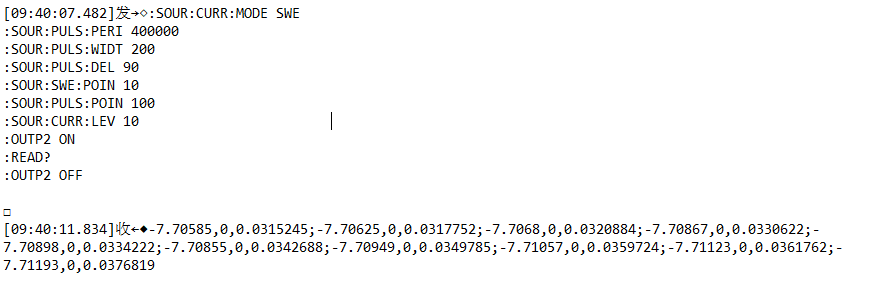 [09:40:07.482]发→◇:SOUR:CURR:MODE SWE
:SOUR:PULS:PERI 400000
:SOUR:PULS:WIDT 200
:SOUR:PULS:DEL 90
:SOUR:SWE:POIN 10
:SOUR:PULS:POIN 100
:SOUR:CURR:LEV 10
:OUTP2 ON
:READ?
:OUTP2 OFF
□
[09:40:11.834]收←◆-7.70585,0,0.0315245;-7.70625,0,0.0317752;-7.7068,0,0.0320884;-7.70867,0,0.0330622;-
7.70898,0,0.0334222;-7.70855,0,0.0342688;-7.70949,0,0.0349785;-7.71057,0,0.0359724;-7.71123,0,0.0361762;-
7.71193,0,0.0376819